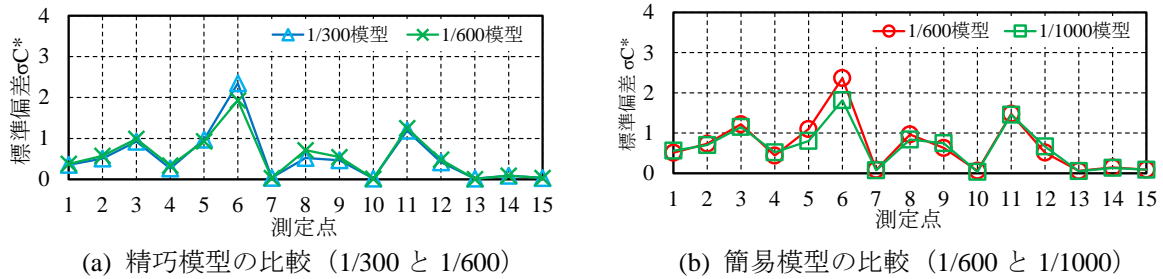 4
3
2
1
0
標準偏差σC*
1/300模型
1/600模型
1 2 3 4 5 6 7 8 9 10 11 12 13 14 15
測定点
(a) 精巧模型の比較（1/300 と 1/600）
4
3
2
1
0
標準偏差 σC*
1/600模型
1/1000模型
1 2 3 4 5 6 7 8 9 10 11 12 13 14 15
測定点
(b) 簡易模型の比較（1/600 と 1/1000）